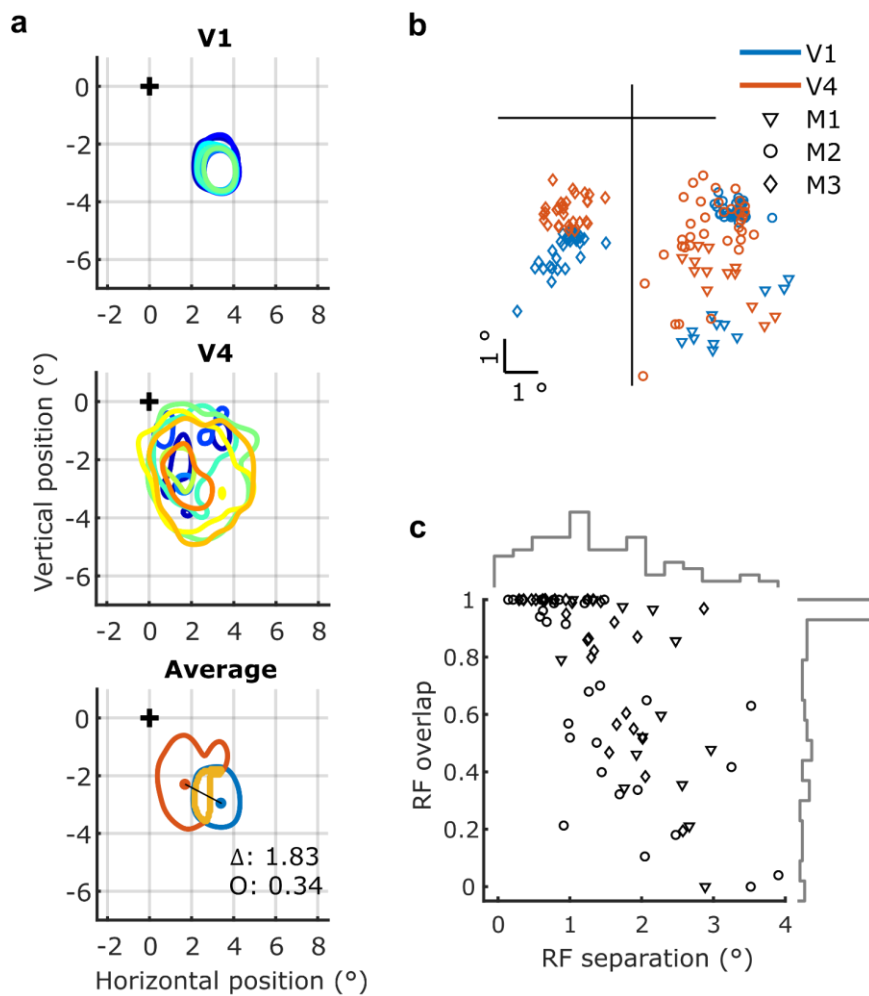 a
V1
0
-2
-4
-6
-2 0 2 4 6 8
V4
0
-2
-4
-6
-2 0 2 4 6 8
Average
0
-2
-4
-6
Δ: 1.83
O: 0.34
-2 0 2 4 6 8
Vertical position (°)
Horizontal position (°)
b
V1
V4
M1
M2
M3
1°
1°
c
1
0.8
0.6
0.4
0.2
0
0 1 2 3 4
RF overlap
RF separation (°)